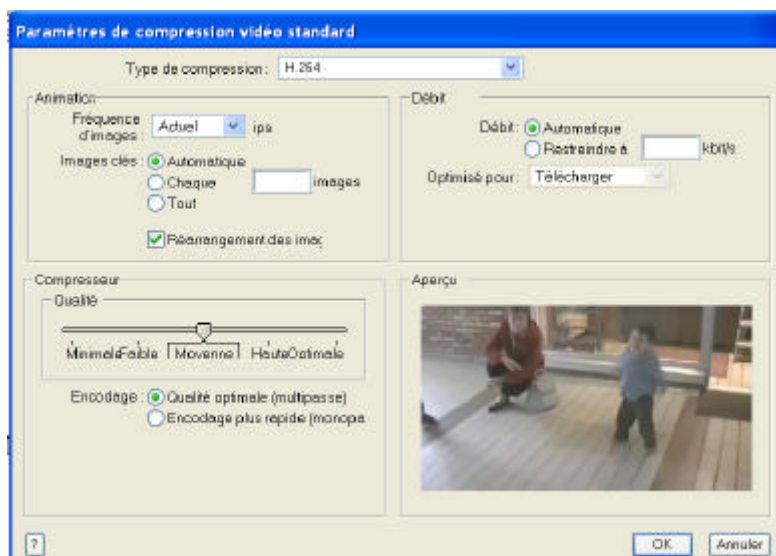 Paramètres de compression vidéo standard
Type de compression : H.264
Animation
Fréquence d'images : Actuel ips
Images clés : Automatique
Chaque images
Tout
Réarrangement des imag
Débit
Débit : Automatique
Restreindre à kbit/s
Optimisé pour : Télécharger
Compresseur
Qualité
Minimale Faible Moyenne Haute Optimale
Encodage : Qualité optimale (multipasse)
Encodage plus rapide (monopa
Aperçu
?
OK Annuler